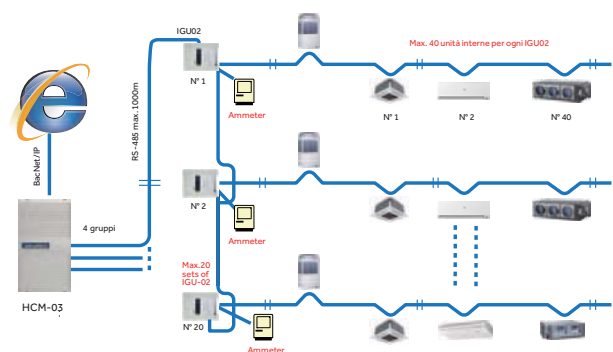 IGU02
Max. 40 unità interne per ogni IGU02
N° 1
Ammeter
N° 1
N° 2
N° 40
RS-485 max.1000m
BacNet/IP
4 gruppi
HCM-03
N° 2
Ammeter
Max.20
sets of
IGU-02
N° 20
Ammeter